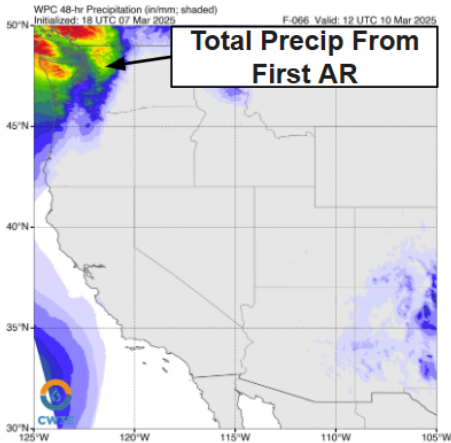 WPC 48-hr Precipitation (in/mm; shaded)
Initialized: 18 UTC 07 Mar 2025 F-066 Valid: 12 UTC 10 Mar 2025
Total Precip From
First AR
50°N
45°N
40°N
35°N
30°N
CW3E
125°W
120°W
115°W
110°W
105°W